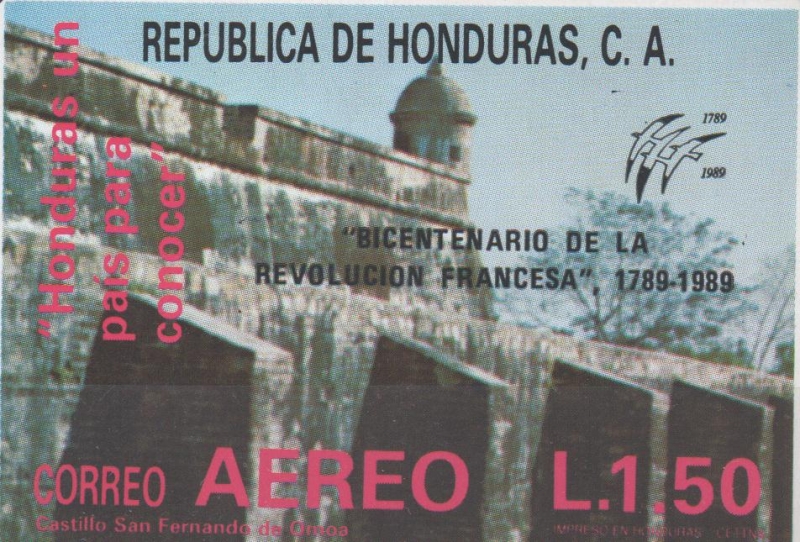 REPUBLICA DE HONDURAS, C. A.
"Honduras un
país para
conocer"
1789
1989
"BICENTENARIO DE LA
REVOLUCION FRANCESA", 1789-1989
CORREO AEREO L.1.50
Castillo San Fernando de Omoa
IMPRESO EN HONDURAS